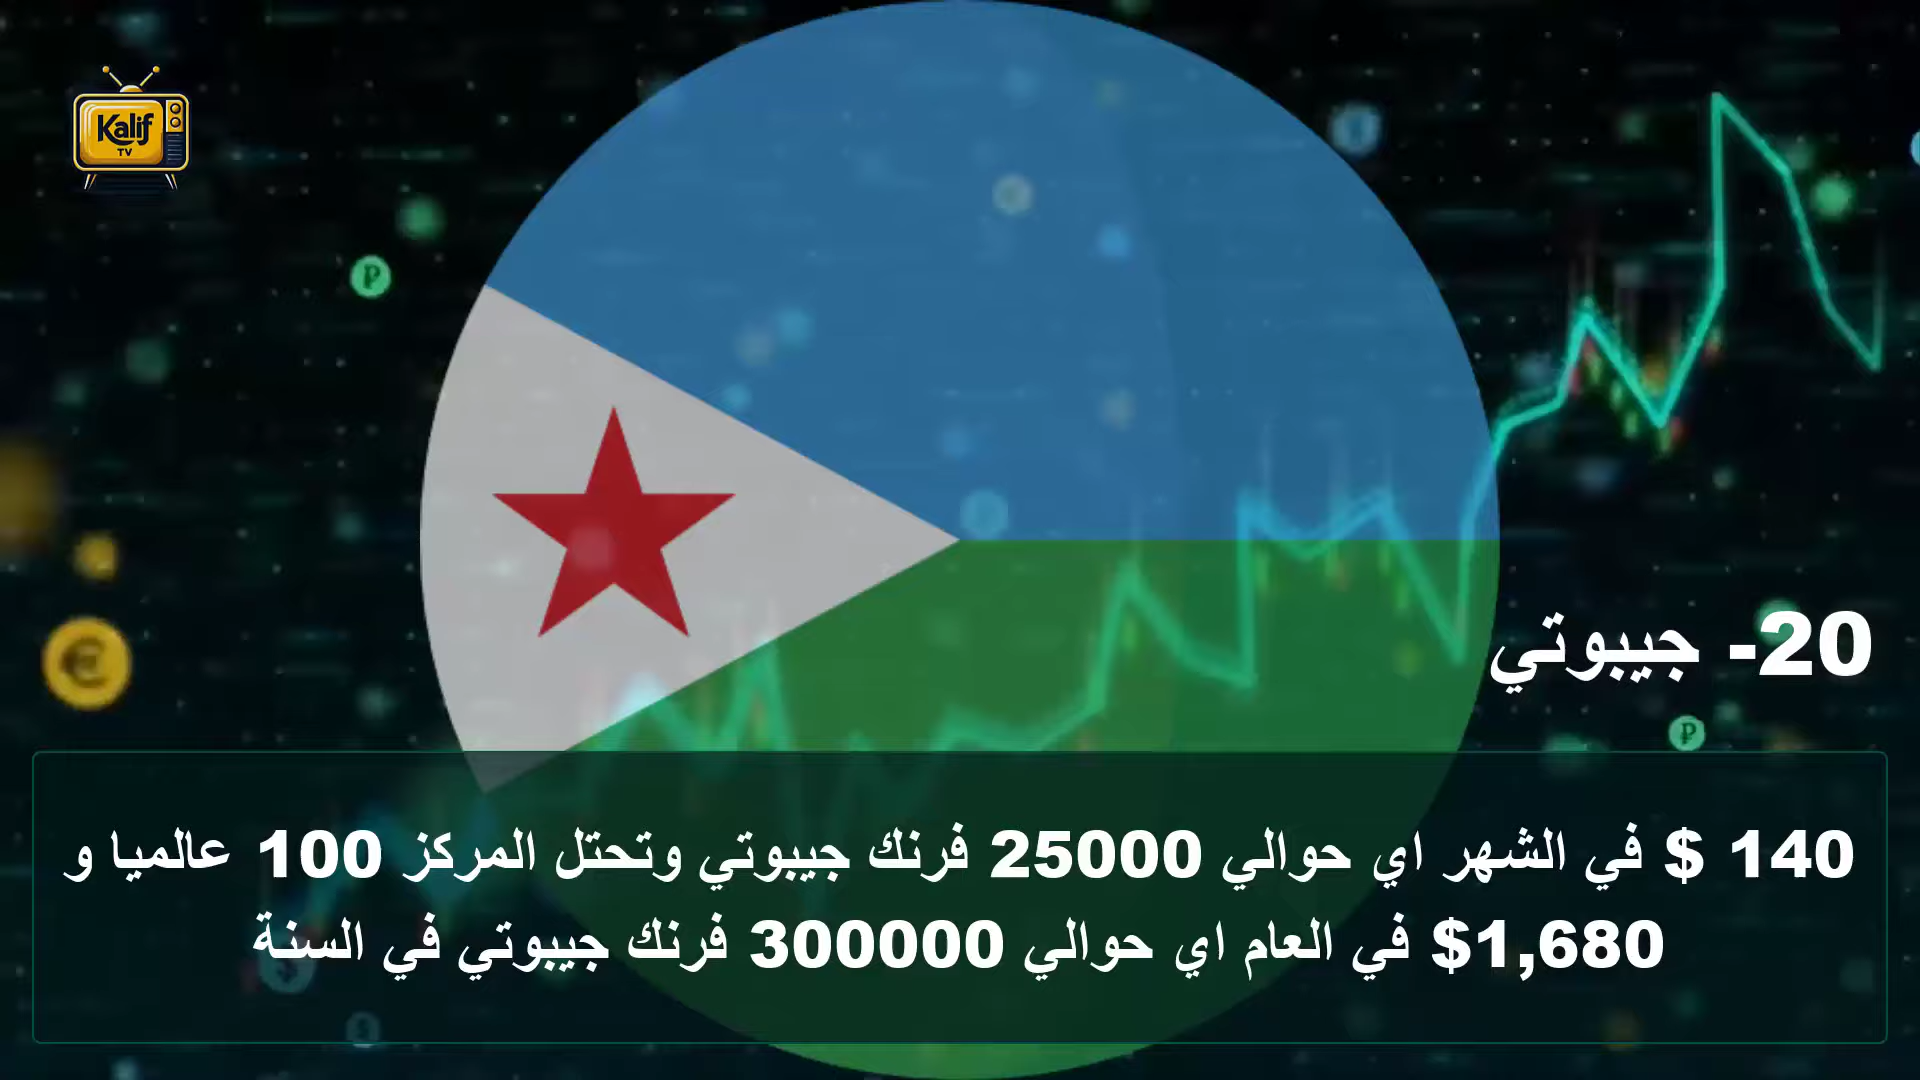 Kalif
TV
20- جيبوتي
140 $ في الشهر اي حوالي 25000 فرنك جيبوتي وتحتل المركز 100 عالميا و
$1,680 في العام اي حوالي 300000 فرنك جيبوتي في السنة